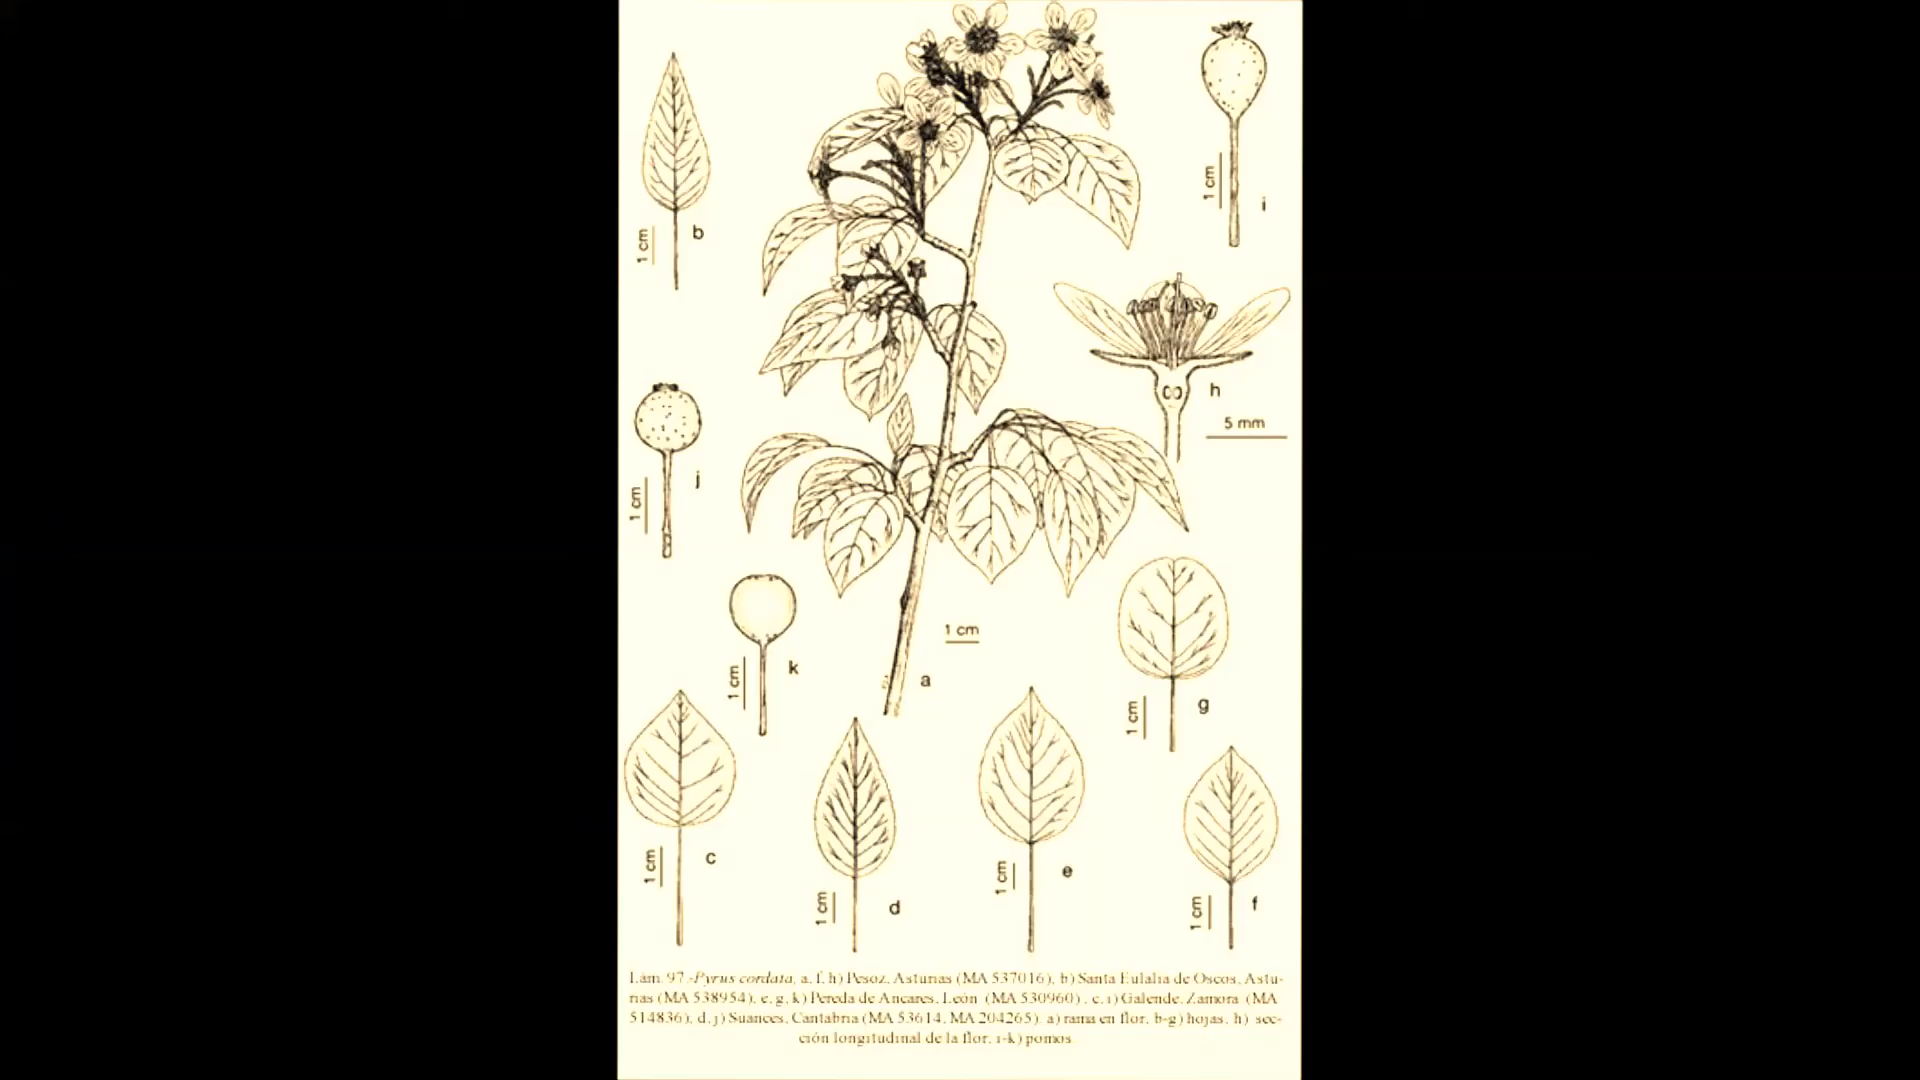 b
1 cm
i
1 cm
h
5 mm
j
1 cm
k
1 cm
1 cm
a
g
1 cm
c
1 cm
d
1 cm
e
1 cm
f
1 cm
Lám. 97.-Pyrus cordata, a, f, h) Pesoz, Asturias (MA 537016); b) Santa Eulalia de Oscos, Astu-
rias (MA 538954); e, g, k) Pereda de Ancares, León (MA 530960); c, i) Galende, Zamora (MA
514836); d, j) Suances, Cantabria (MA 53614, MA 204265): a) rama en flor; b-g) hojas; h) sec-
ción longitudinal de la flor; i-k) pomos.